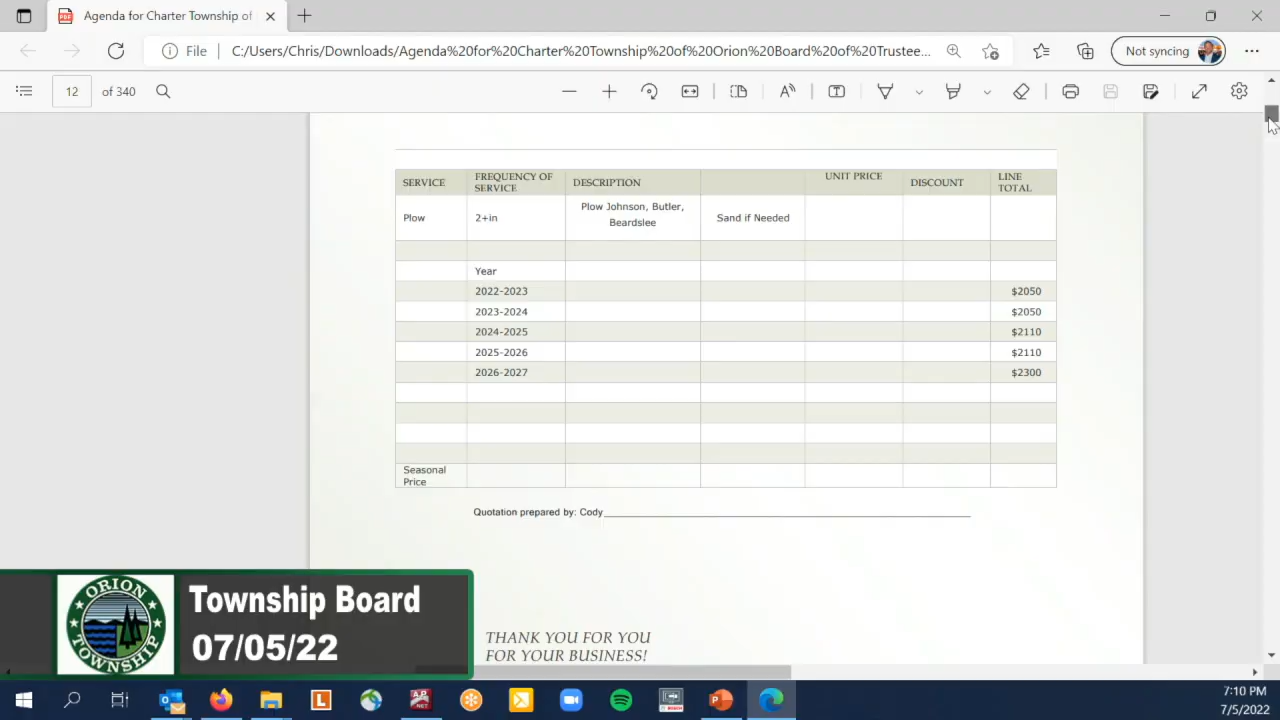 Agenda for Charter Township of
File
C:/Users/Chris/Downloads/Agenda%20for%20Charter%20Township%20of%20Orion%20Board%20of%20Trustee...
Not syncing
12 of 340
SERVICE FREQUENCY OF SERVICE DESCRIPTION UNIT PRICE DISCOUNT LINE TOTAL
Plow 2+in Plow Johnson, Butler, Beardslee Sand if Needed
Year
2022-2023 $2050
2023-2024 $2050
2024-2025 $2110
2025-2026 $2110
2026-2027 $2300
Seasonal
Price
Quotation prepared by: Cody
THANK YOU FOR YOU
FOR YOUR BUSINESS!
ORION
TOWNSHIP
Township Board
07/05/22
7:10 PM
7/5/2022